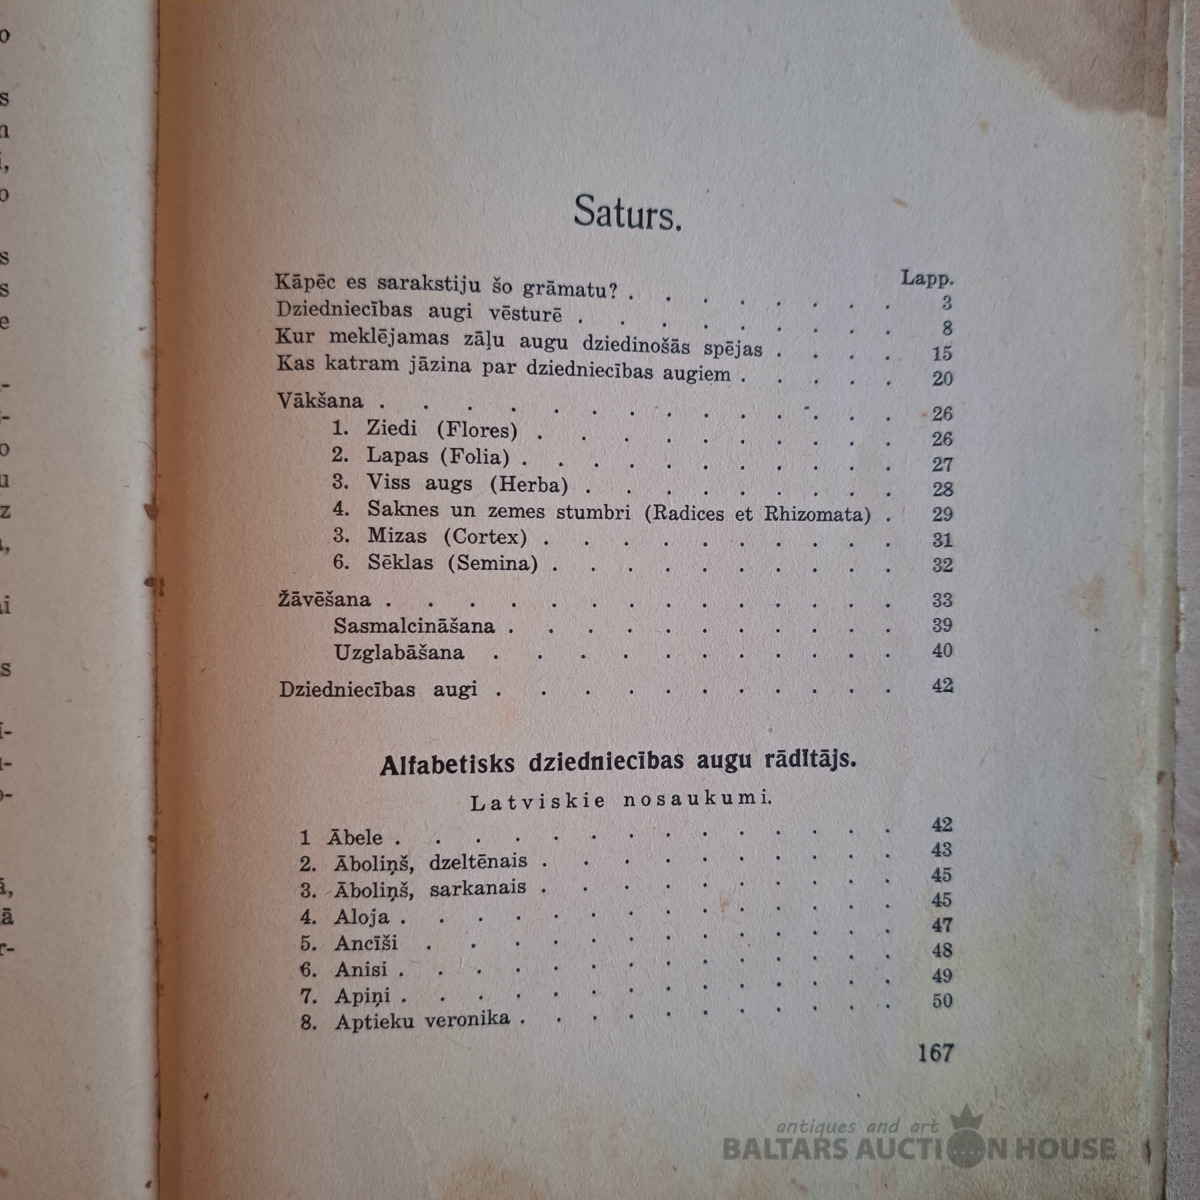 Saturs.
Lapp.
Kāpēc es sarakstiju šo grāmatu? . . . . . . . 3
Dziedniecības augi vēsturē . . . . . . . . 8
Kur meklējamas zāļu augu dziedinošās spējas . . . . 15
Kas katram jāzina par dziedniecības augiem . . . . . 20
Vākšana . . . . . . . . . . . . . 26
1. Ziedi (Flores) . . . . . . . . . 26
2. Lapas (Folia) . . . . . . . . . . 27
3. Viss augs (Herba) . . . . . . . . 28
4. Saknes un zemes stumbri (Radices et Rhizomata) . 29
3. Mizas (Cortex) . . . . . . . . . 31
6. Sēklas (Semina) . . . . . . . . . 32
Žāvēšana . . . . . . . . . . . . . 33
Sasmalcināšana . . . . . . . . . . 39
Uzglabāšana . . . . . . . . . . 40
Dziedniecības augi . . . . . . . . . . 42
Alfabetisks dziedniecības augu rādītājs.
Latviskie nosaukumi.
1 Ābele . . . . . . . . . . . . . 42
2. Āboliņš, dzeltēnais . . . . . . . . . 43
3. Āboliņš, sarkanais . . . . . . . . . 45
4. Aloja . . . . . . . . . . . . . 45
5. Ancīši . . . . . . . . . . . . 47
6. Anisi . . . . . . . . . . . . . 48
7. Apiņi . . . . . . . . . . . . . 49
8. Aptieku veronika . . . . . . . . . . 50
167
antiques and art
BALTARS AUCTION HOUSE